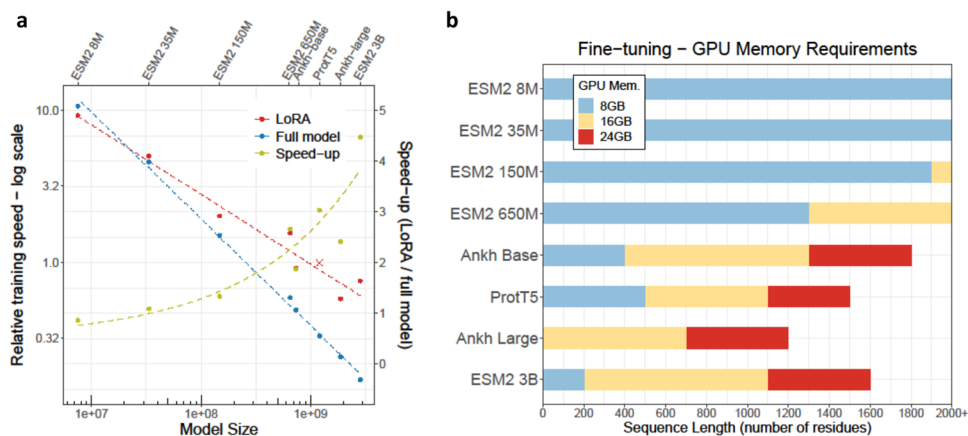 a
ESM2 8M
ESM2 35M
ESM2 150M
ESM2 650M
Ankh-base
ProtT5
Ankh-large
ESM2 3B
Relative training speed – log scale
10.0
3.2
1.0
0.32
LoRA
Full model
Speed-up
5
4
3
2
1
0
Speed-up (LoRA / full model)
1e+07
1e+08
1e+09
Model Size
b
Fine-tuning – GPU Memory Requirements
ESM2 8M
ESM2 35M
ESM2 150M
ESM2 650M
Ankh Base
ProtT5
Ankh Large
ESM2 3B
GPU Mem.
8GB
16GB
24GB
0 200 400 600 800 1000 1200 1400 1600 1800 2000+
Sequence Length (number of residues)